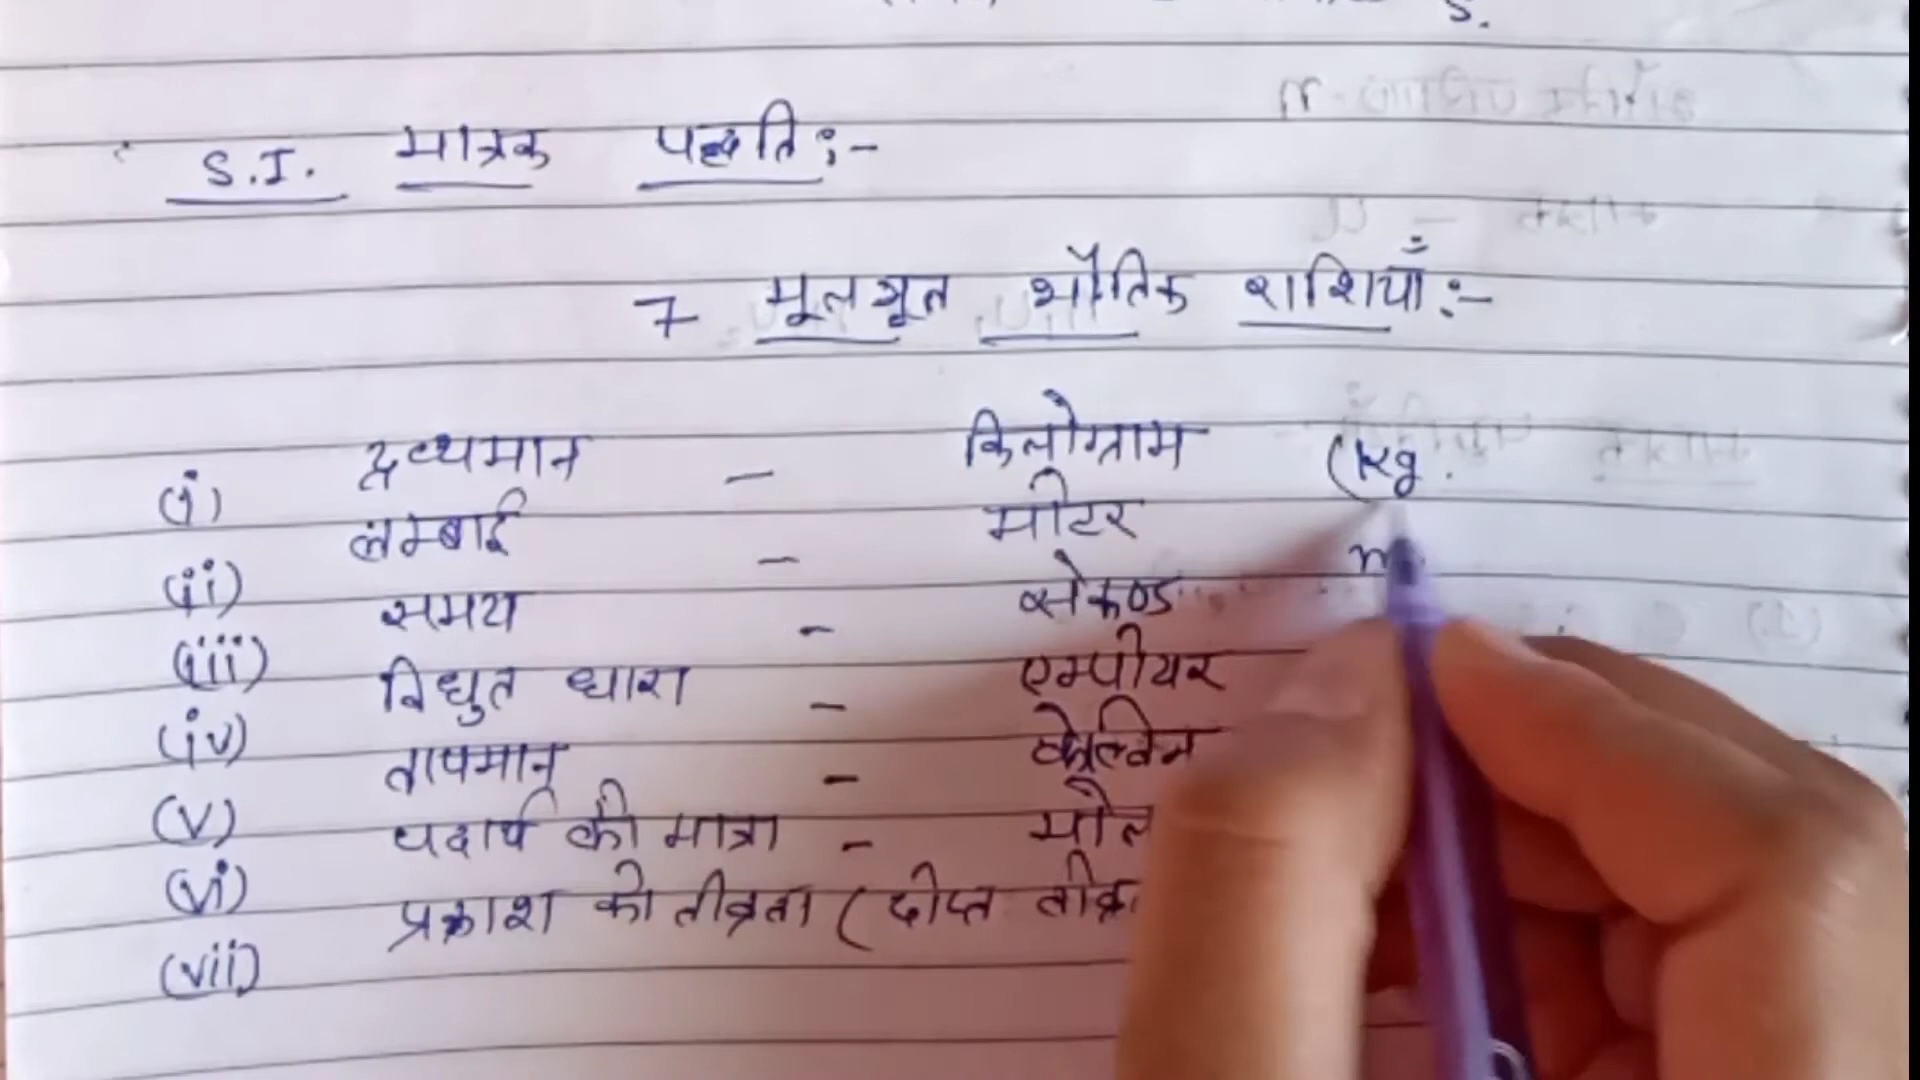 S.
S.I. मात्रक पद्धति :-
7 मूलभूत भौतिक राशियाँ :-
(i) द्रव्यमान - किलोग्राम (kg.
(ii) लम्बाई - मीटर m
(iii) समय - सेकण्ड
(iv) विधुत धारा - एम्पीयर
(v) तापमान - केल्विन
(vi) पदार्थ की मात्रा - मोल
(vii) प्रकाश की तीव्रता ( दीप्त